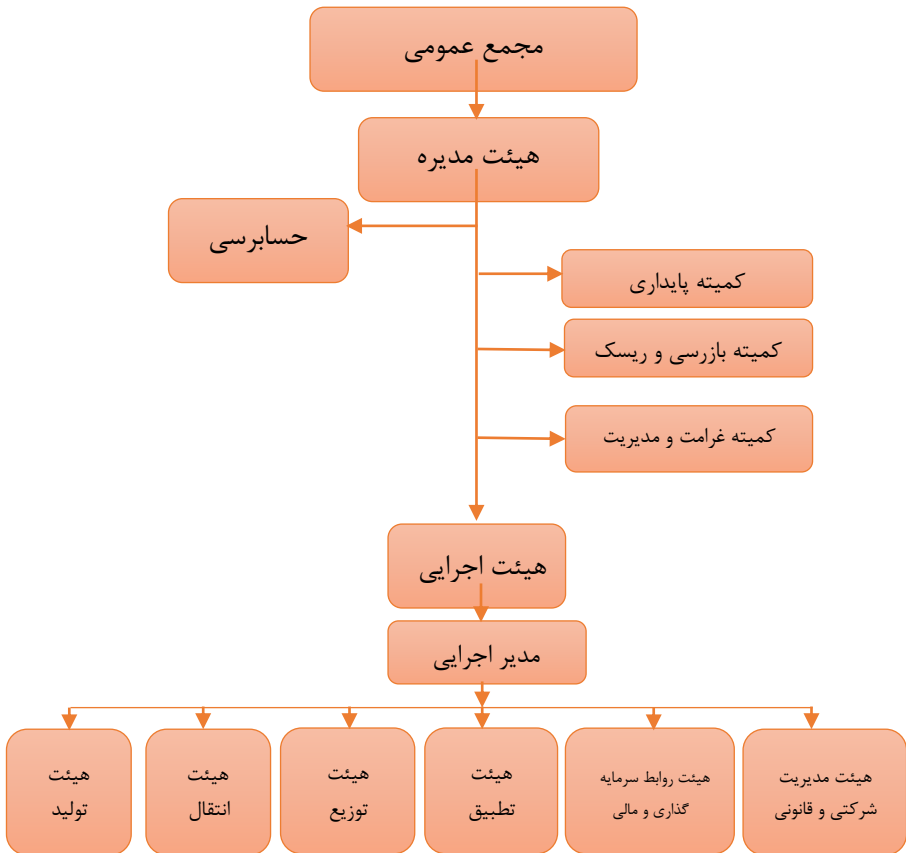 مجمع عمومی
هیئت مدیره
حسابرسی
کمیته پایداری
کمیته بازرسی و ریسک
کمیته غرامت و مدیریت
هیئت اجرایی
مدیر اجرایی
هیئت مدیریت
شرکتی و قانونی
هیئت روابط سرمایه
گذاری و مالی
هیئت
تطبیق
هیئت
توزیع
هیئت
انتقال
هیئت
تولید